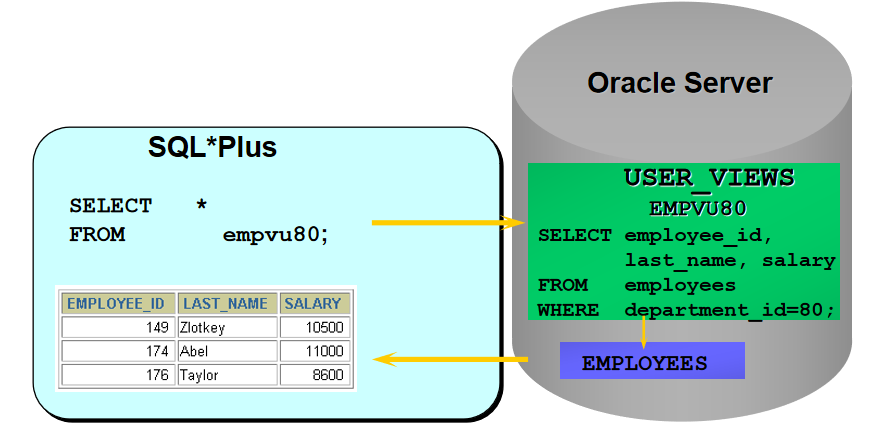 SQL*Plus
SELECT *
FROM empvu80;
EMPLOYEE_ID LAST_NAME SALARY
149 Zlotkey 10500
174 Abel 11000
176 Taylor 8600
Oracle Server
USER_VIEWS
EMPVU80
SELECT employee_id,
last_name, salary
FROM employees
WHERE department_id=80;
EMPLOYEES